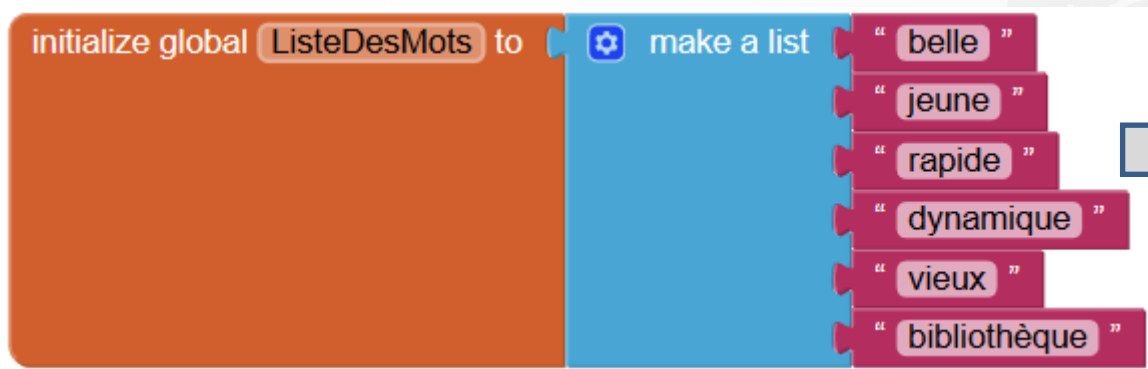 initialize global ListeDesMots to make a list “ belle ”
“ jeune ”
“ rapide ”
“ dynamique ”
“ vieux ”
“ bibliothèque ”